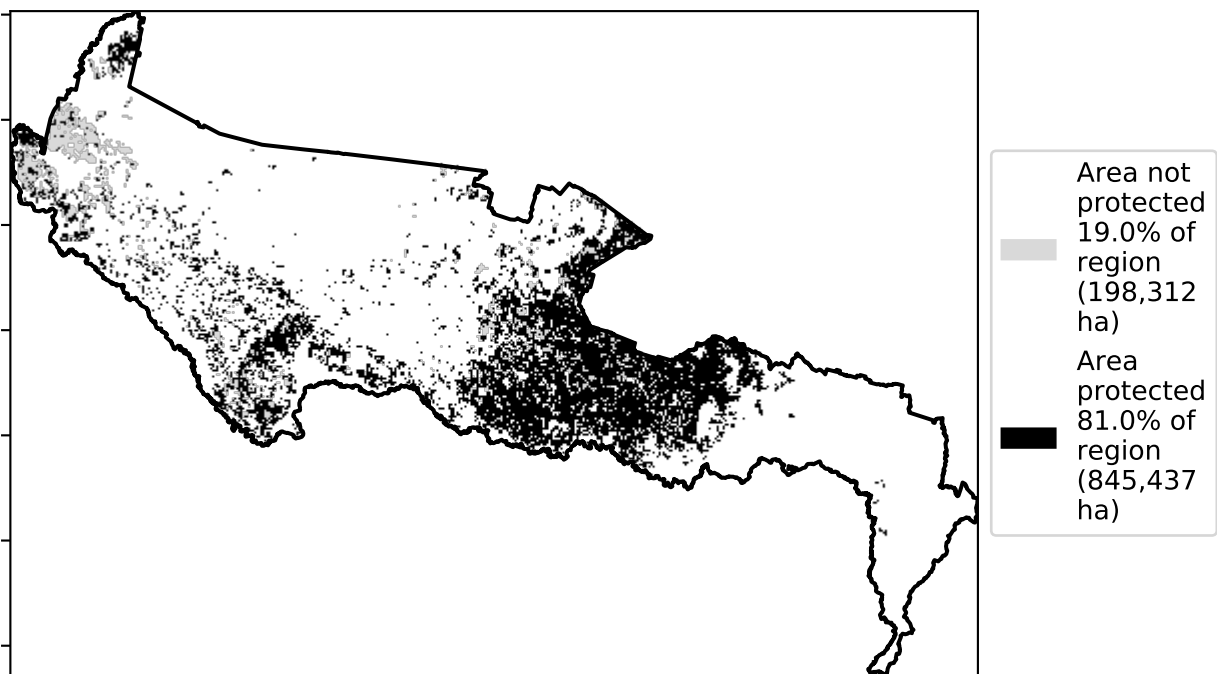 Area not
protected
19.0% of
region
(198,312
ha)
Area
protected
81.0% of
region
(845,437
ha)